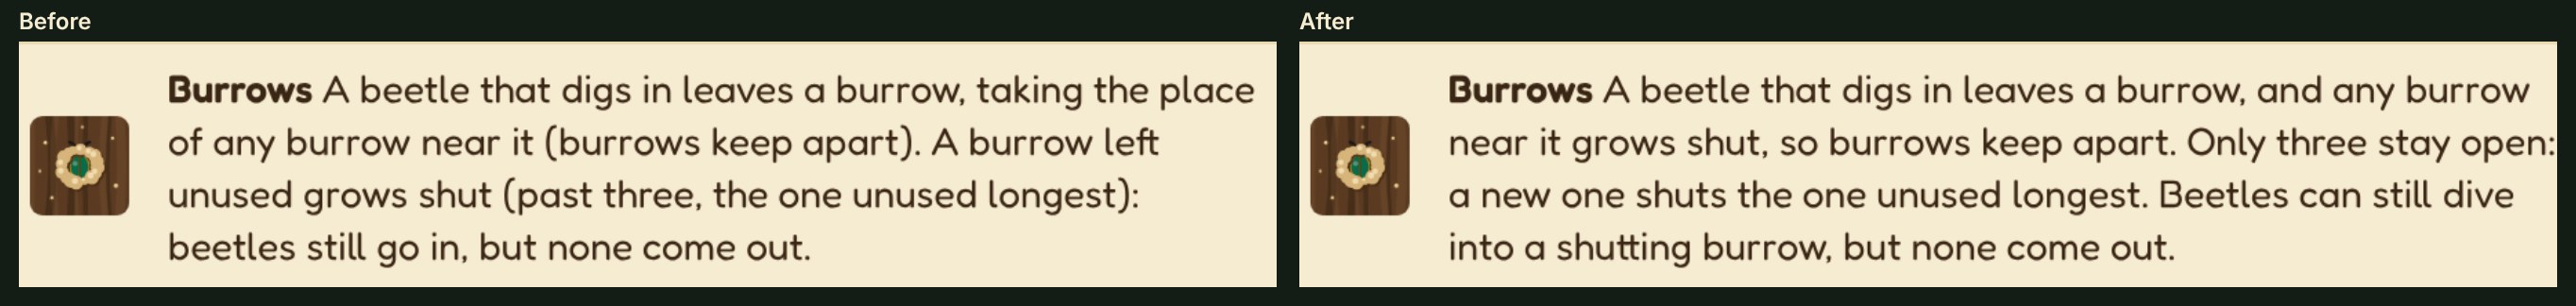 Before
Burrows A beetle that digs in leaves a burrow, taking the place
of any burrow near it (burrows keep apart). A burrow left
unused grows shut (past three, the one unused longest):
beetles still go in, but none come out.
After
Burrows A beetle that digs in leaves a burrow, and any burrow
near it grows shut, so burrows keep apart. Only three stay open:
a new one shuts the one unused longest. Beetles can still dive
into a shutting burrow, but none come out.